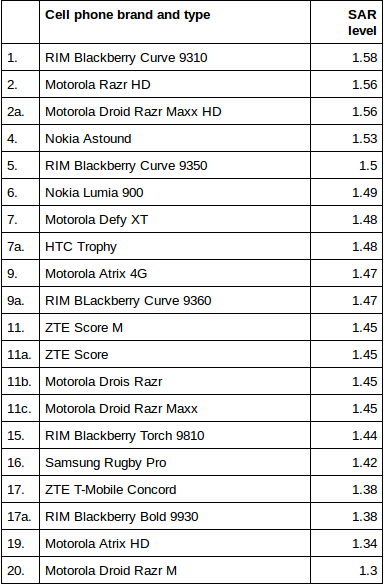 Cell phone brand and type SAR
level
1. RIM Blackberry Curve 9310 1.58
2. Motorola Razr HD 1.56
2a. Motorola Droid Razr Maxx HD 1.56
4. Nokia Astound 1.53
5. RIM Blackberry Curve 9350 1.5
6. Nokia Lumia 900 1.49
7. Motorola Defy XT 1.48
7a. HTC Trophy 1.48
9. Motorola Atrix 4G 1.47
9a. RIM BLackberry Curve 9360 1.47
11. ZTE Score M 1.45
11a. ZTE Score 1.45
11b. Motorola Drois Razr 1.45
11c. Motorola Droid Razr Maxx 1.45
15. RIM Blackberry Torch 9810 1.44
16. Samsung Rugby Pro 1.42
17. ZTE T-Mobile Concord 1.38
17a. RIM Blackberry Bold 9930 1.38
19. Motorola Atrix HD 1.34
20. Motorola Droid Razr M 1.3